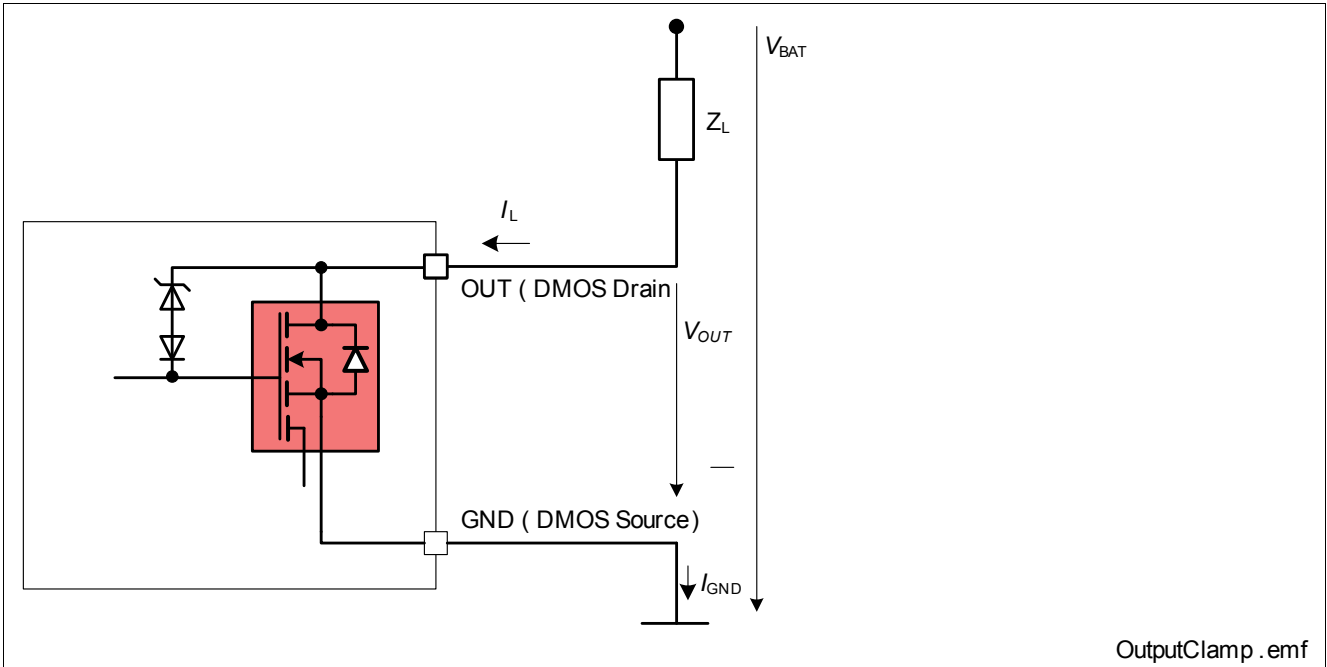 V_BAT
Z_L
I_L
OUT ( DMOS Drain
V_OUT
GND ( DMOS Source)
I_GND
OutputClamp .emf